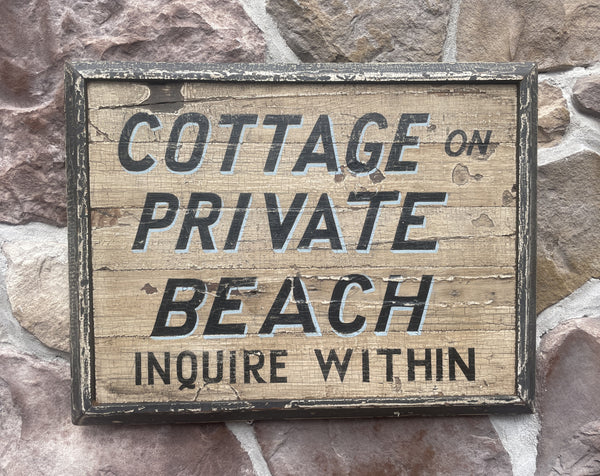 COTTAGE ON
PRIVATE
BEACH
INQUIRE WITHIN